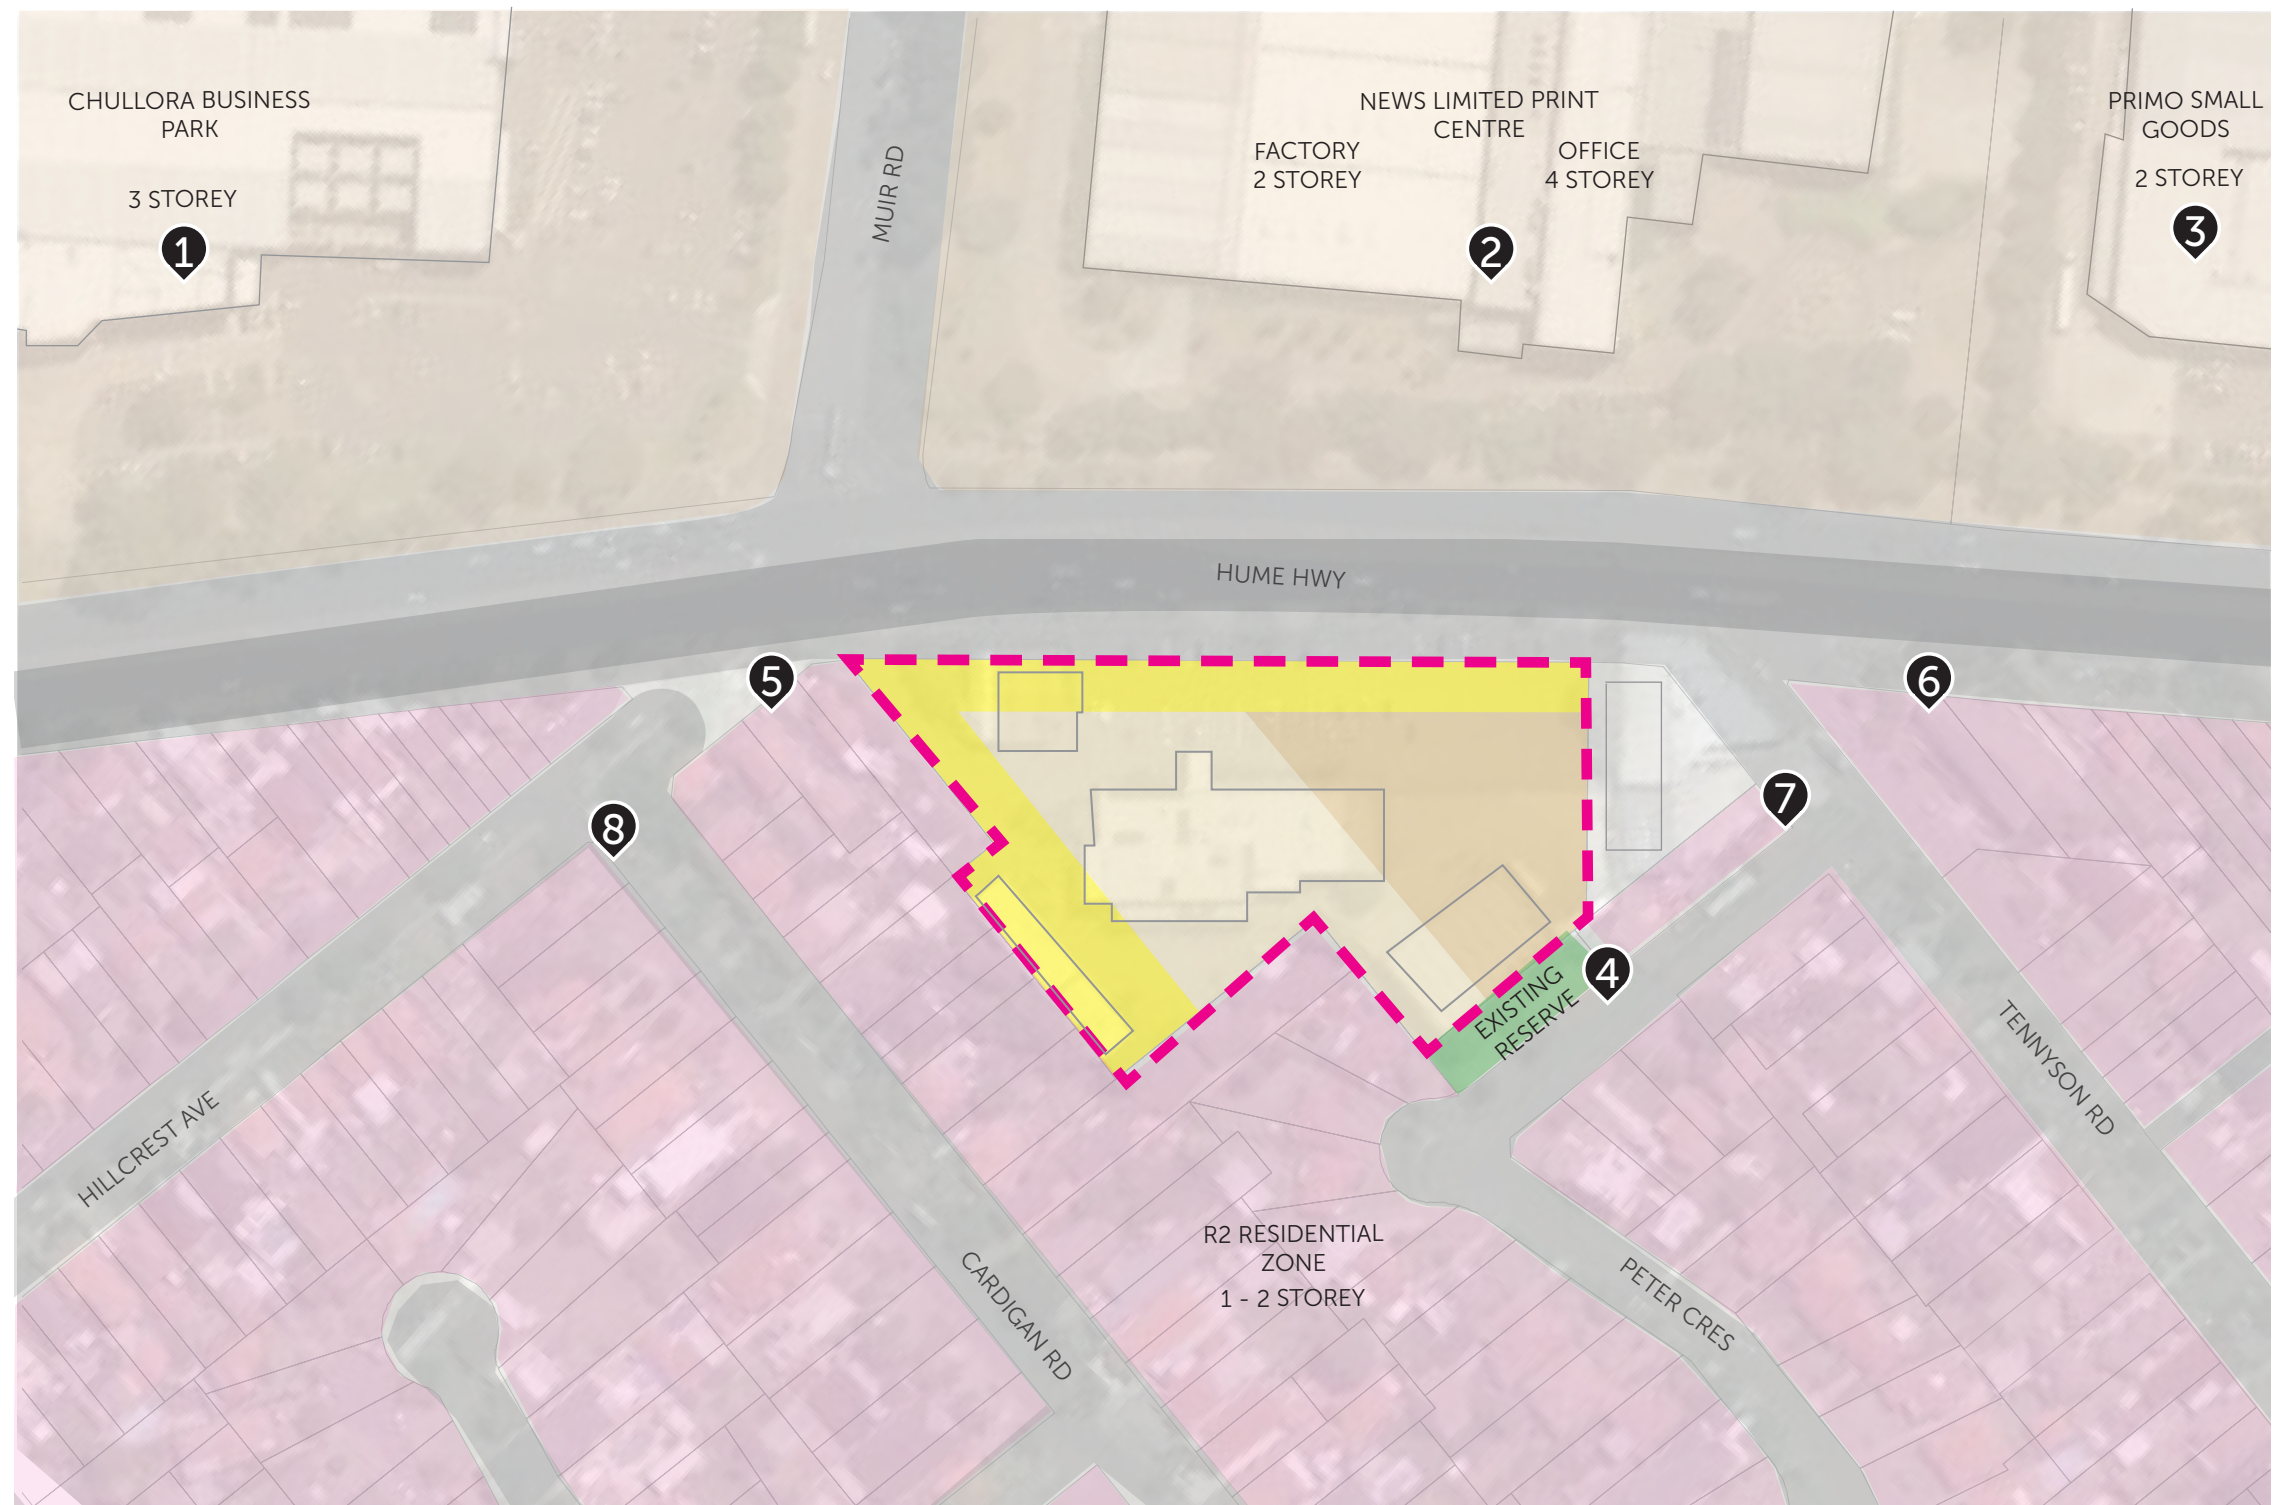 CHULLORA BUSINESS
PARK
3 STOREY
1
MUIR RD
NEWS LIMITED PRINT
CENTRE
FACTORY
2 STOREY
OFFICE
4 STOREY
2
PRIMO SMALL
GOODS
2 STOREY
3
HUME HWY
5
6
7
8
4
EXISTING
RESERVE
TENNYSON RD
HILLCREST AVE
CARDIGAN RD
R2 RESIDENTIAL
ZONE
1 - 2 STOREY
PETER CRES